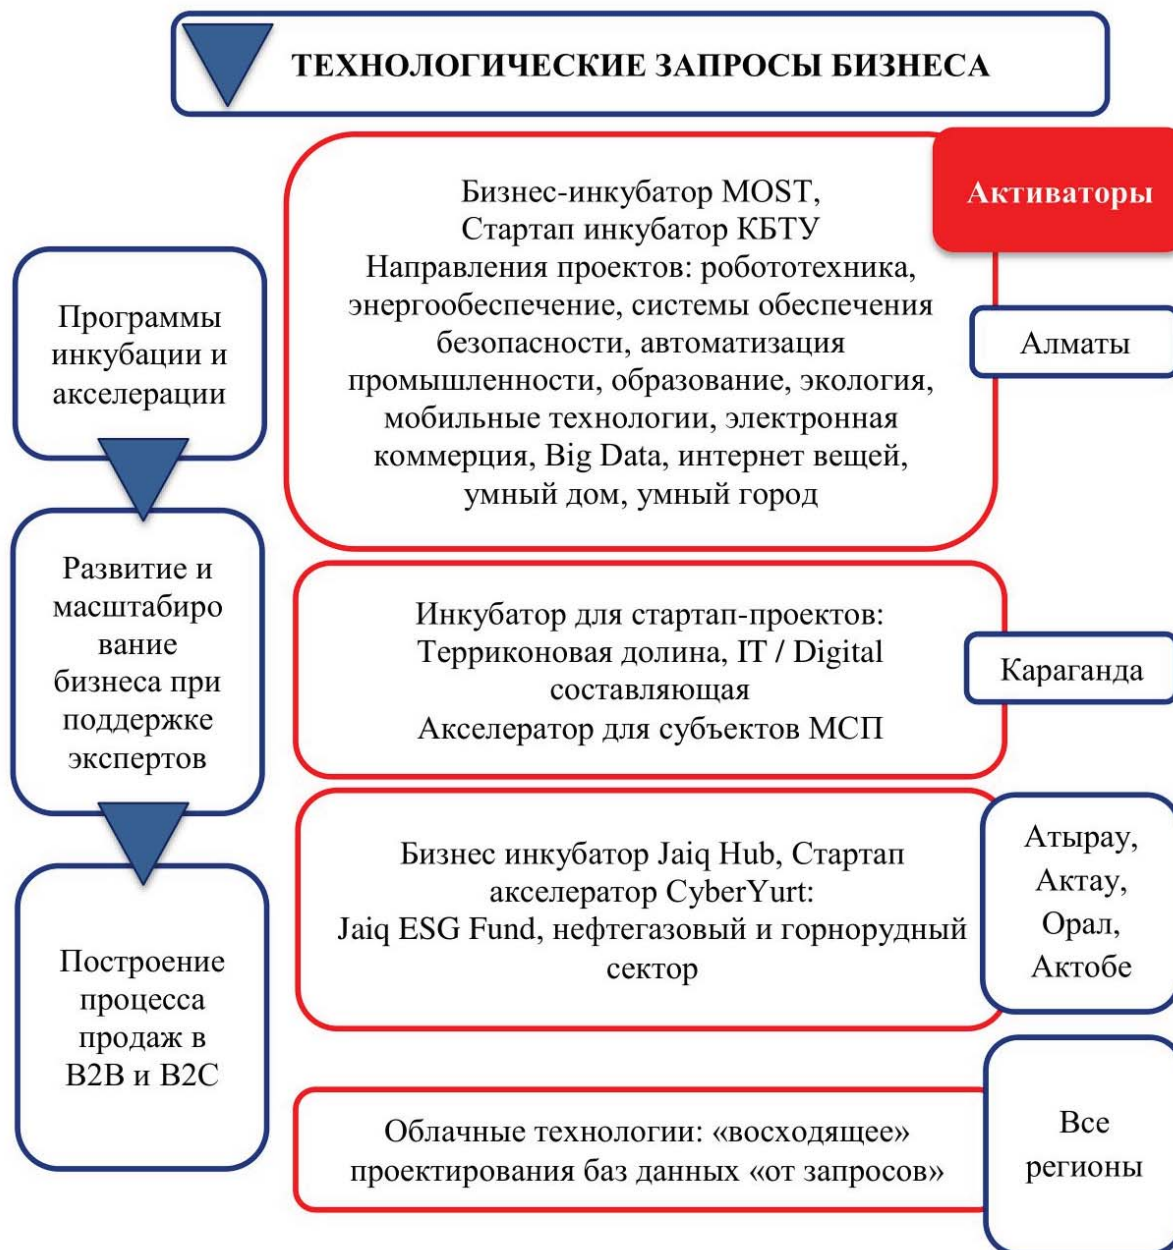 ТЕХНОЛОГИЧЕСКИЕ ЗАПРОСЫ БИЗНЕСА
Активаторы
Программы
инкубации и
акселерации
Развитие и
масштабиро
вание
бизнеса при
поддержке
экспертов
Построение
процесса
продаж в
B2B и B2C
Бизнес-инкубатор MOST,
Стартап инкубатор КБТУ
Направления проектов: робототехника,
энергообеспечение, системы обеспечения
безопасности, автоматизация
промышленности, образование, экология,
мобильные технологии, электронная
коммерция, Big Data, интернет вещей,
умный дом, умный город
Алматы
Инкубатор для стартап-проектов:
Терриконовая долина, IT / Digital
составляющая
Акселератор для субъектов МСП
Караганда
Бизнес инкубатор Jaiq Hub, Стартап
акселератор CyberYurt:
Jaiq ESG Fund, нефтегазовый и горнорудный
сектор
Атырау,
Актау,
Орал,
Актобе
Облачные технологии: «восходящее»
проектирования баз данных «от запросов»
Все
регионы